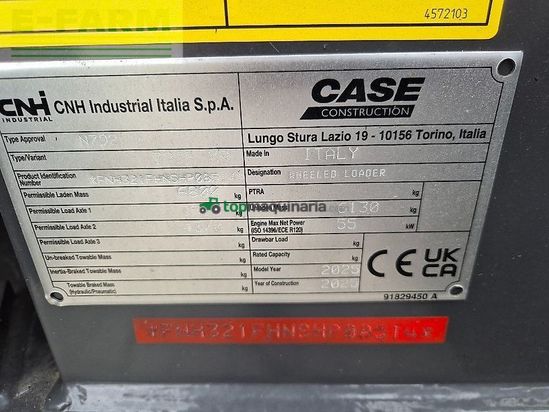 E-FARM
4572103
CNH INDUSTRIAL
CNH Industrial Italia S.p.A.
CASE
CONSTRUCTION
Lungo Stura Lazio 19 - 10156 Torino, Italia
Type Approval
Type/Variant
Made in ITALY
Product Identification Number
Designation WHEELED LOADER
Permissible Laden Mass kg
PTRA kg
Permissible Load Axle 1 kg
topmaquinaria
Permissible Load Axle 2 kg
Engine Max Net Power (ISO 14396/ECE R120) 55 kW
Permissible Load Axle 3 kg
Drawbar Load kg
Un-breaked Towable Mass kg
Rated Capacity kg
Inertia-Braked Towable Mass kg
Model Year 2025
Towable Braked Mass (Hydraulic/Pneumatic) kg
Year of Construction 2025
CE
UK CA
91829450 A